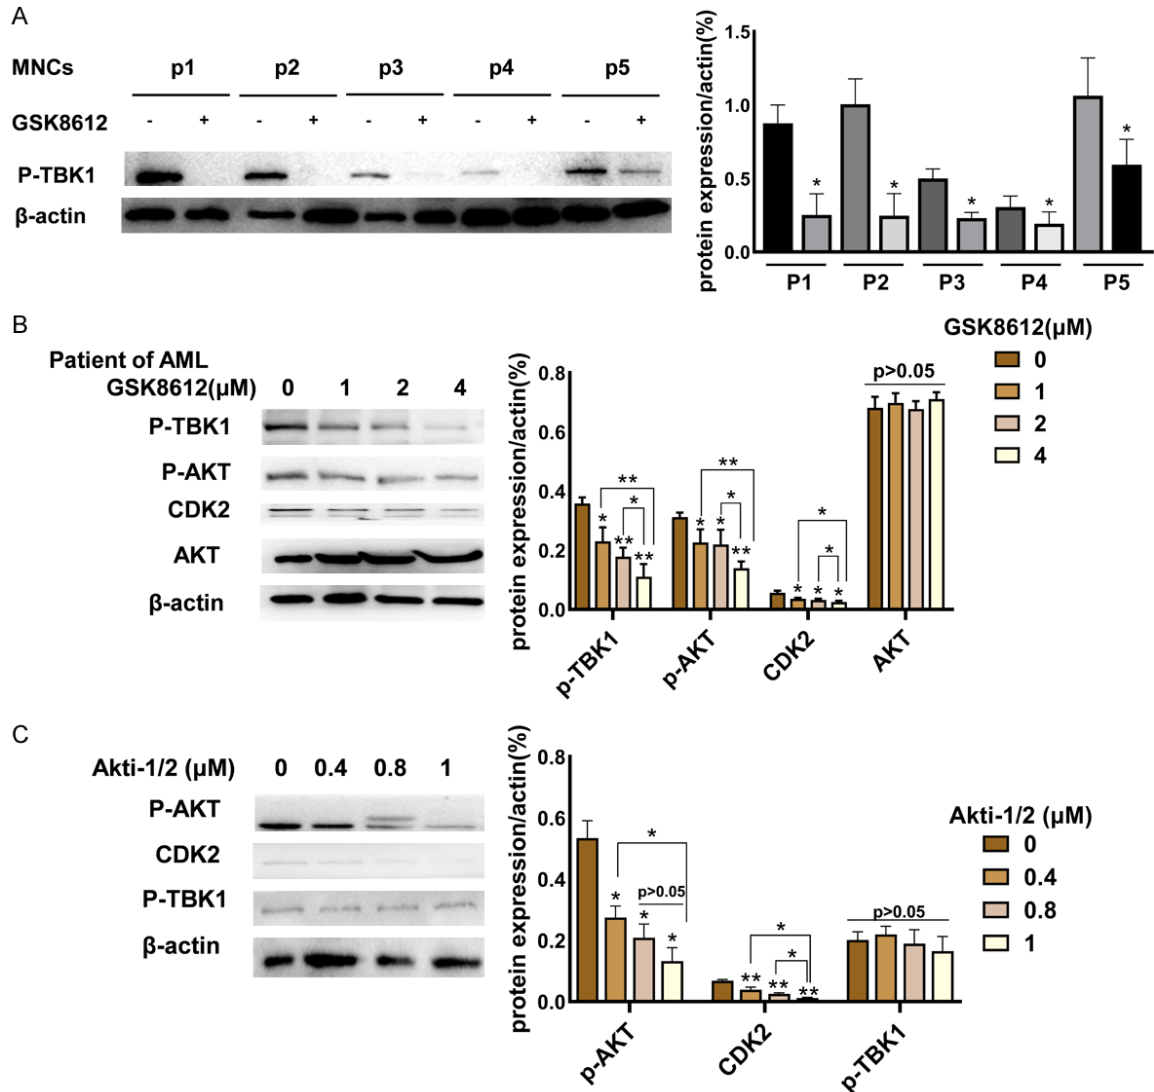 A
MNCs p1 p2 p3 p4 p5
GSK8612 - + - + - + - + - +
P-TBK1
β-actin
protein expression/actin(%)
1.5
1.0
0.5
0.0
* * * * *
P1 P2 P3 P4 P5
B
Patient of AML
GSK8612(μM) 0 1 2 4
P-TBK1
P-AKT
CDK2
AKT
β-actin
protein expression/actin(%)
0.8
0.6
0.4
0.2
0.0
** ** * p>0.05
* * *
* ** ** * * ** * * *
p-TBK1 p-AKT CDK2 AKT
GSK8612(μM)
0
1
2
4
C
Akti-1/2 (μM) 0 0.4 0.8 1
P-AKT
CDK2
P-TBK1
β-actin
protein expression/actin(%)
0.8
0.6
0.4
0.2
0.0
* * p>0.05
p>0.05 *
* * * ** ** **
p-AKT CDK2 p-TBK1
Akti-1/2 (μM)
0
0.4
0.8
1